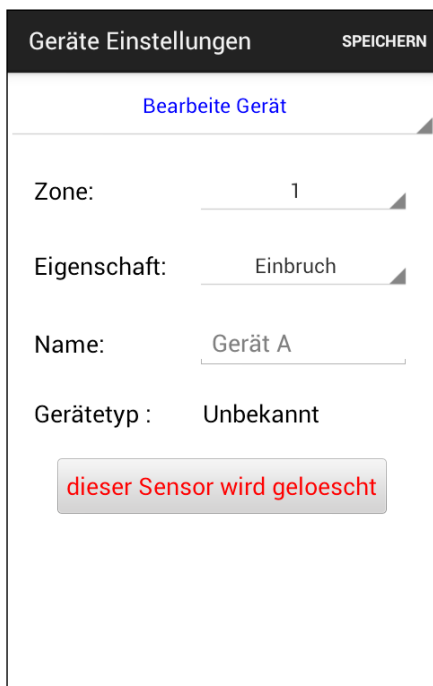 Geräte Einstellungen SPEICHERN
Bearbeite Gerät
Zone: 1
Eigenschaft: Einbruch
Name: Gerät A
Gerätetyp : Unbekannt
dieser Sensor wird geloescht